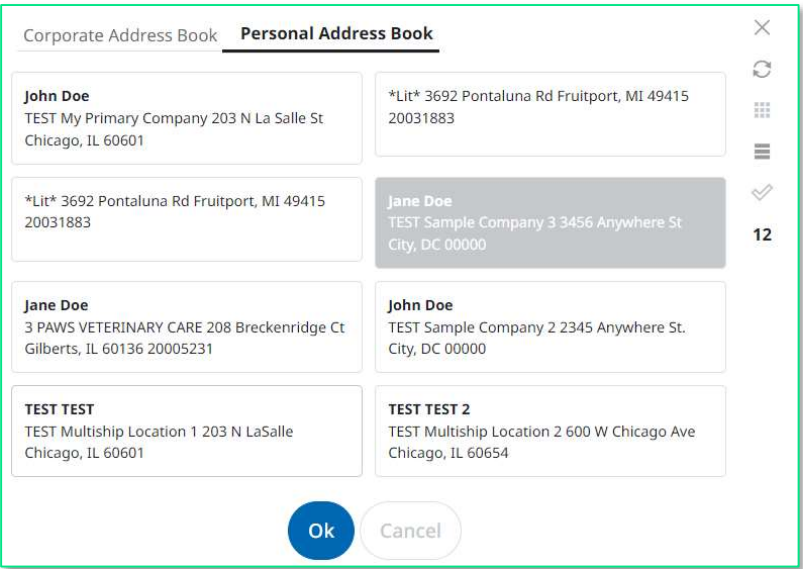 Corporate Address Book
Personal Address Book
John Doe
TEST My Primary Company 203 N La Salle St
Chicago, IL 60601
*Lit* 3692 Pontaluna Rd Fruitport, MI 49415
20031883
*Lit* 3692 Pontaluna Rd Fruitport, MI 49415
20031883
Jane Doe
TEST Sample Company 3 3456 Anywhere St
City, DC 00000
12
Jane Doe
3 PAWS VETERINARY CARE 208 Breckenridge Ct
Gilberts, IL 60136 20005231
John Doe
TEST Sample Company 2 2345 Anywhere St.
City, DC 00000
TEST TEST
TEST Multiship Location 1 203 N LaSalle
Chicago, IL 60601
TEST TEST 2
TEST Multiship Location 2 600 W Chicago Ave
Chicago, IL 60654
Ok
Cancel